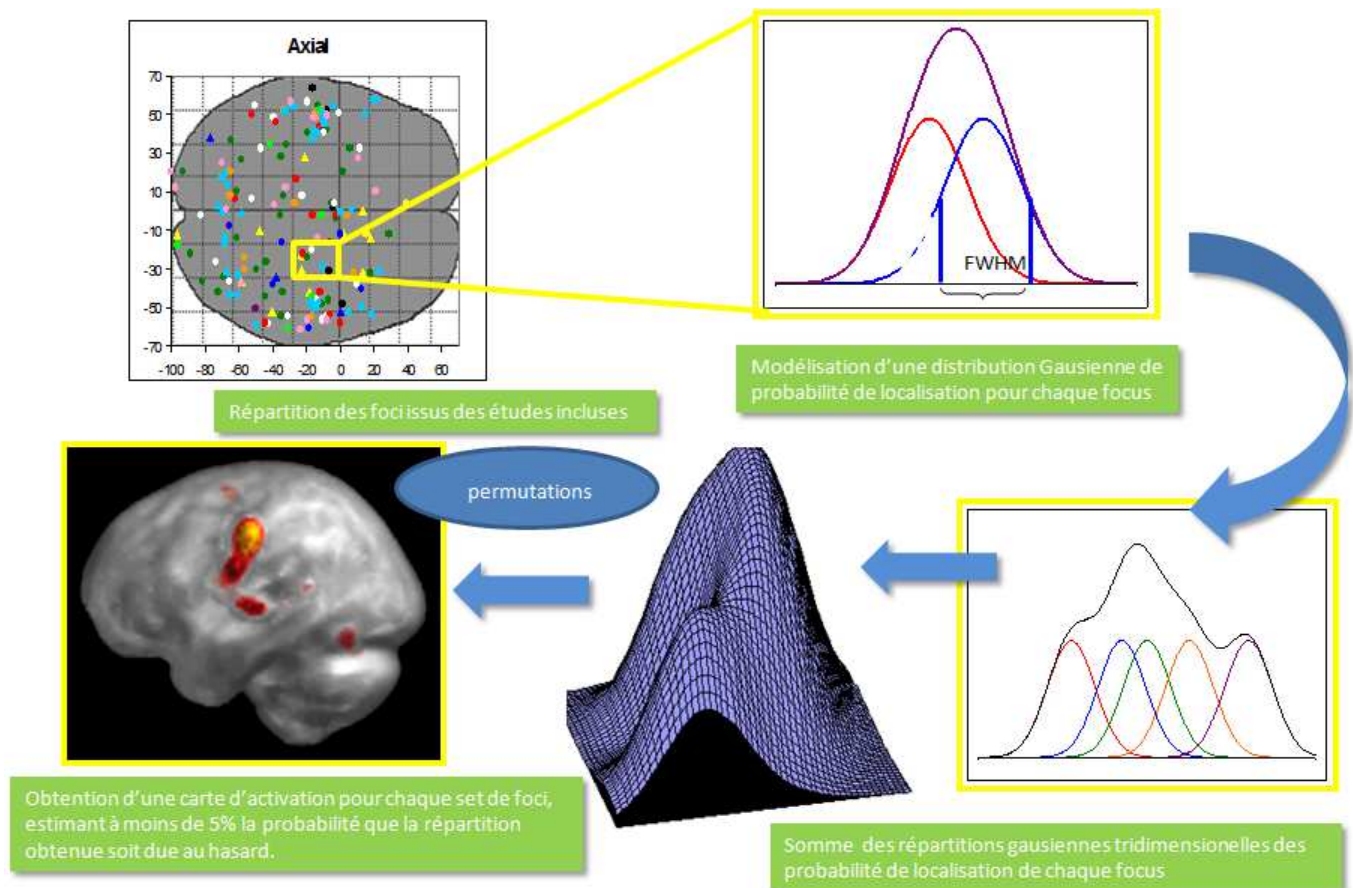 Axial
70
50
30
10
-10
-30
-50
-70
-100 -80 -60 -40 -20 0 20 40 60
FWHM
Répartition des foci issus des études incluses
Modélisation d'une distribution Gausienne de
probabilité de localisation pour chaque focus
permutations
Obtention d'une carte d'activation pour chaque set de foci,
estimant à moins de 5% la probabilité que la répartition
obtenue soit due au hasard.
Somme des répartitions gausiennes tridimensionelles des
probabilité de localisation de chaque focus